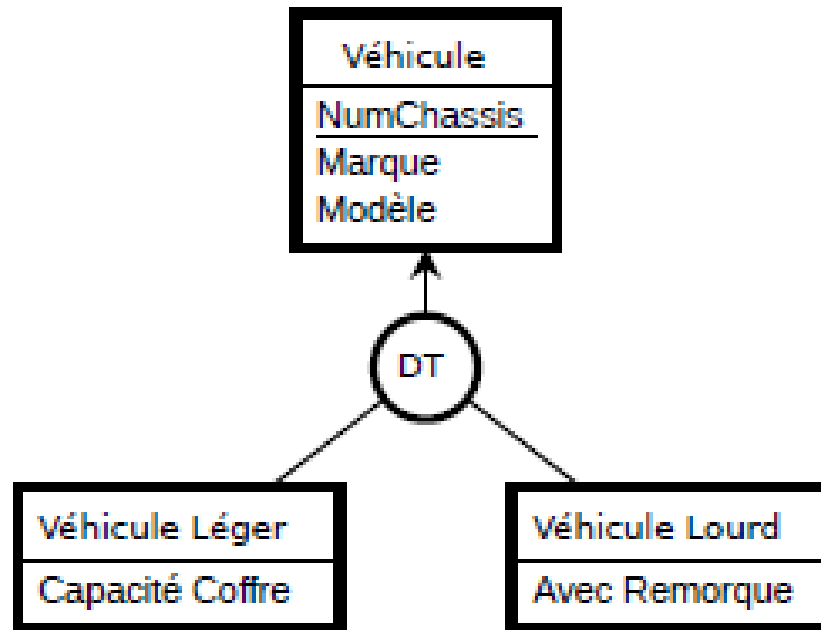 Véhicule
NumChassis
Marque
Modèle
DT
Véhicule Léger
Capacité Coffre
Véhicule Lourd
Avec Remorque